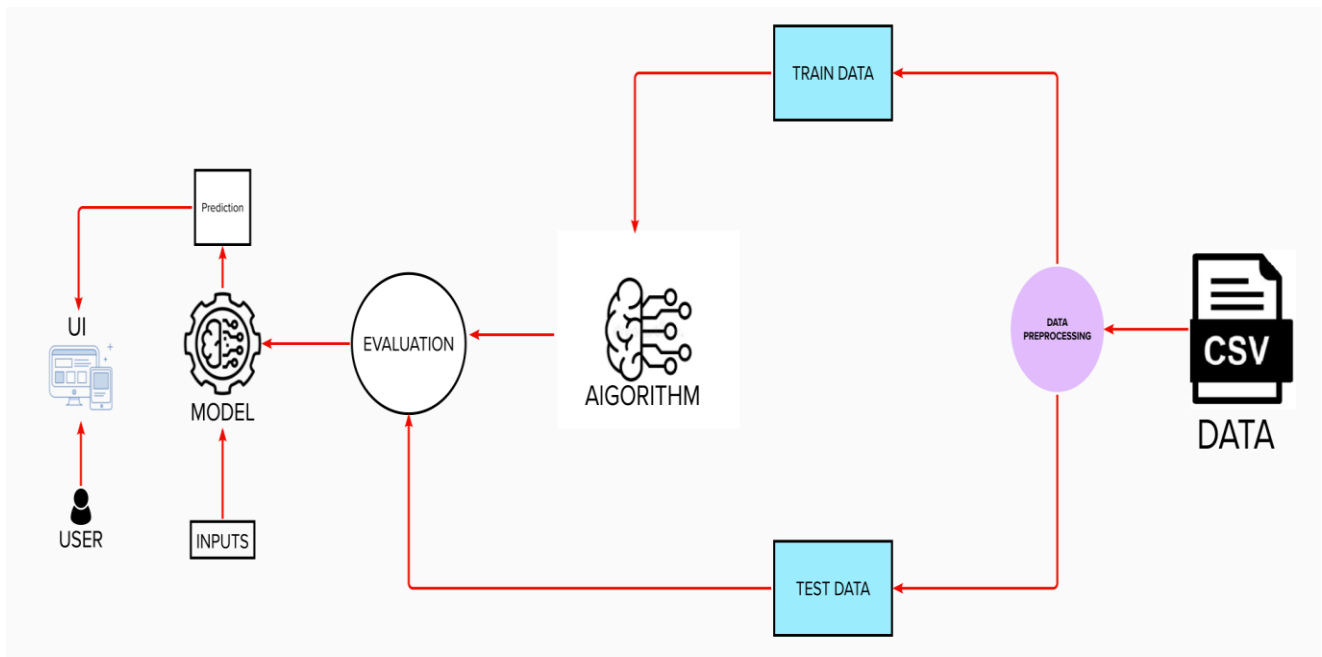 TRAIN DATA
Prediction
UI
EVALUATION
MODEL
AIGORITHM
DATA
PREPROCESSING
CSV
DATA
USER
INPUTS
TEST DATA